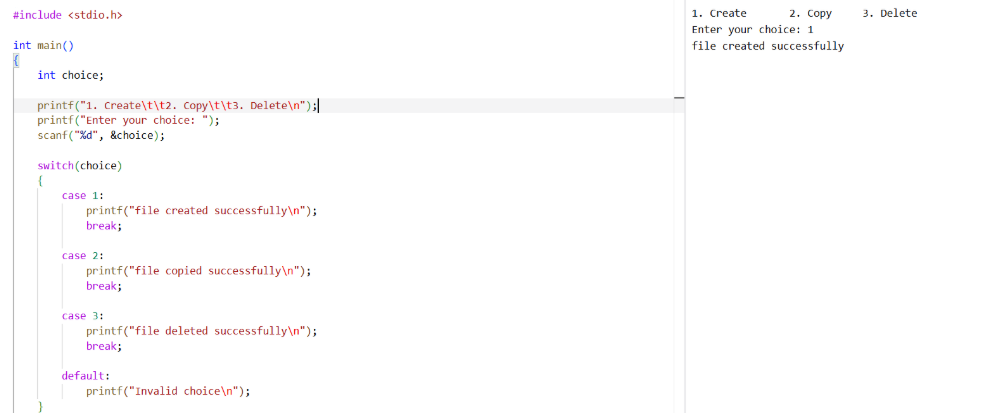 #include <stdio.h>
int main()
{
    int choice;
    printf("1. Create\t\t2. Copy\t\t3. Delete\n");
    printf("Enter your choice: ");
    scanf("%d", &choice);
    switch(choice)
    {
        case 1:
            printf("file created successfully\n");
            break;
        case 2:
            printf("file copied successfully\n");
            break;
        case 3:
            printf("file deleted successfully\n");
            break;
        default:
            printf("Invalid choice\n");
    }
1. Create       2. Copy     3. Delete
Enter your choice: 1
file created successfully